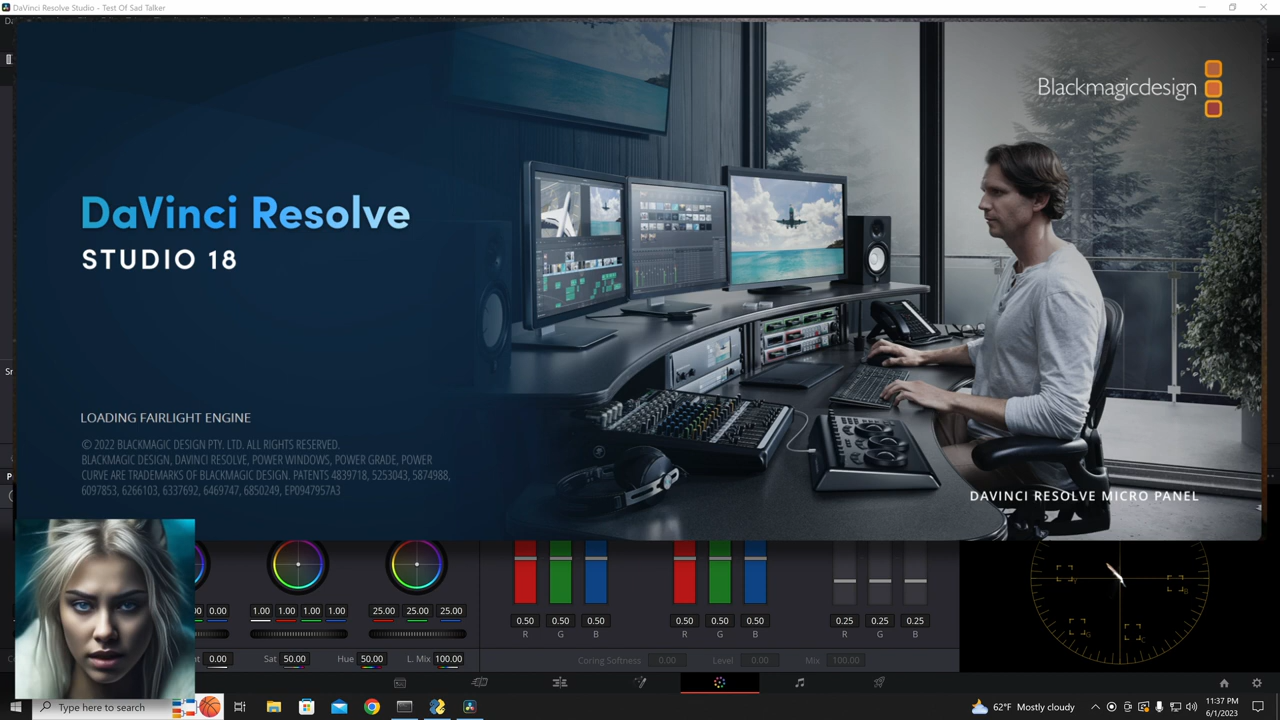 DaVinci Resolve Studio - Test Of Sad Talker
Blackmagicdesign
DaVinci Resolve
STUDIO 18
LOADING FAIRLIGHT ENGINE
© 2022 BLACKMAGIC DESIGN PTY. LTD. ALL RIGHTS RESERVED.
BLACKMAGIC DESIGN, DAVINCI RESOLVE, POWER WINDOWS, POWER GRADE, POWER
CURVE ARE TRADEMARKS OF BLACKMAGIC DESIGN. PATENTS 4839718, 5253043, 5874988,
6097853, 6266103, 6337692, 6469747, 6850249, EP0947957A3
DAVINCI RESOLVE MICRO PANEL
0.00 1.00 1.00 1.00 1.00 25.00 25.00 25.00
0.50 0.50 0.50 0.50 0.50 0.50 0.25 0.25 0.25
R G B R G B R G B
0.00 Sat 50.00 Hue 50.00 L. Mix 100.00 Coring Softness 0.00 Level 0.00 Mix 100.00
Type here to search
62°F Mostly cloudy
11:37 PM
6/1/2023